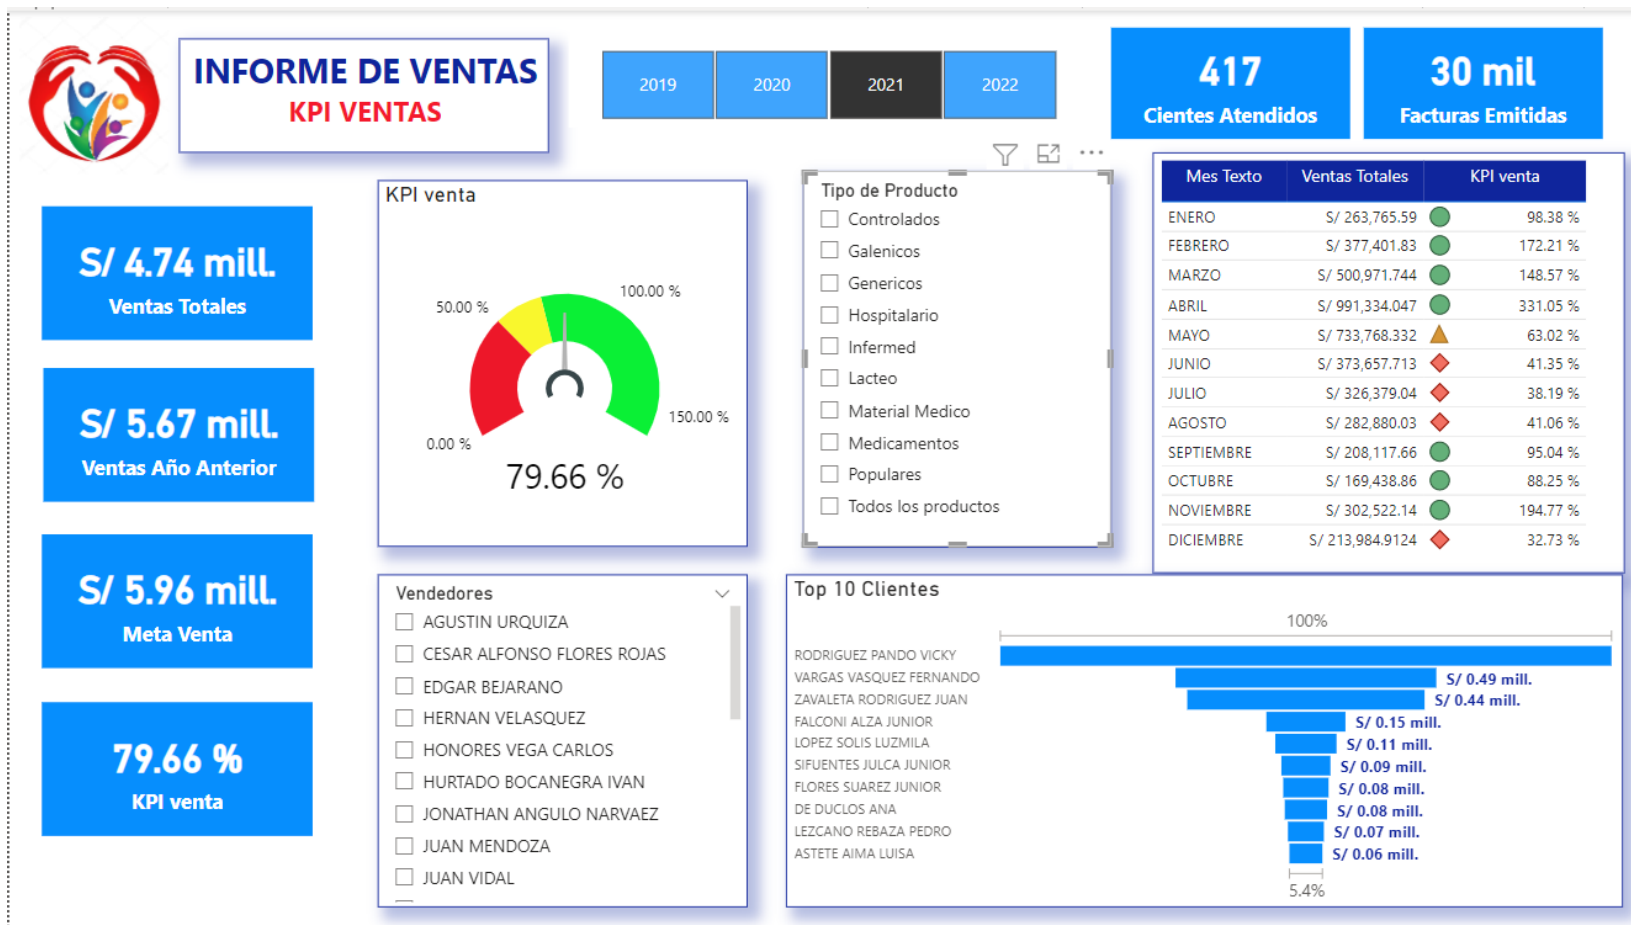 INFORME DE VENTAS
KPI VENTAS
2019
2020
2021
2022
417
Cientes Atendidos
30 mil
Facturas Emitidas
S/ 4.74 mill.
Ventas Totales
S/ 5.67 mill.
Ventas Año Anterior
S/ 5.96 mill.
Meta Venta
79.66 %
KPI venta
KPI venta
50.00 %
100.00 %
0.00 %
150.00 %
79.66 %
Tipo de Producto
Controlados
Galenicos
Genericos
Hospitalario
Infermed
Lacteo
Material Medico
Medicamentos
Populares
Todos los productos
Mes Texto Ventas Totales KPI venta
ENERO S/ 263,765.59 98.38 %
FEBRERO S/ 377,401.83 172.21 %
MARZO S/ 500,971.744 148.57 %
ABRIL S/ 991,334.047 331.05 %
MAYO S/ 733,768.332 63.02 %
JUNIO S/ 373,657.713 41.35 %
JULIO S/ 326,379.04 38.19 %
AGOSTO S/ 282,880.03 41.06 %
SEPTIEMBRE S/ 208,117.66 95.04 %
OCTUBRE S/ 169,438.86 88.25 %
NOVIEMBRE S/ 302,522.14 194.77 %
DICIEMBRE S/ 213,984.9124 32.73 %
Vendedores
AGUSTIN URQUIZA
CESAR ALFONSO FLORES ROJAS
EDGAR BEJARANO
HERNAN VELASQUEZ
HONORES VEGA CARLOS
HURTADO BOCANEGRA IVAN
JONATHAN ANGULO NARVAEZ
JUAN MENDOZA
JUAN VIDAL
Top 10 Clientes
100%
RODRIGUEZ PANDO VICKY
VARGAS VASQUEZ FERNANDO S/ 0.49 mill.
ZAVALETA RODRIGUEZ JUAN S/ 0.44 mill.
FALCONI ALZA JUNIOR S/ 0.15 mill.
LOPEZ SOLIS LUZMILA S/ 0.11 mill.
SIFUENTES JULCA JUNIOR S/ 0.09 mill.
FLORES SUAREZ JUNIOR S/ 0.08 mill.
DE DUCLOS ANA S/ 0.08 mill.
LEZCANO REBAZA PEDRO S/ 0.07 mill.
ASTETE AIMA LUISA S/ 0.06 mill.
5.4%